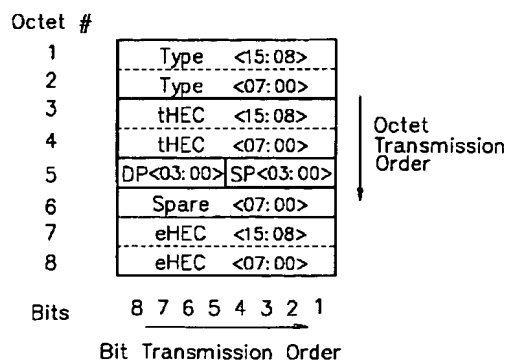 Octet #
1 Type <15:08>
2 Type <07:00>
3 tHEC <15:08>
4 tHEC <07:00>
5 DP<03:00> SP<03:00>
6 Spare <07:00>
7 eHEC <15:08>
8 eHEC <07:00>
Octet
Transmission
Order
Bits 8 7 6 5 4 3 2 1
Bit Transmission Order